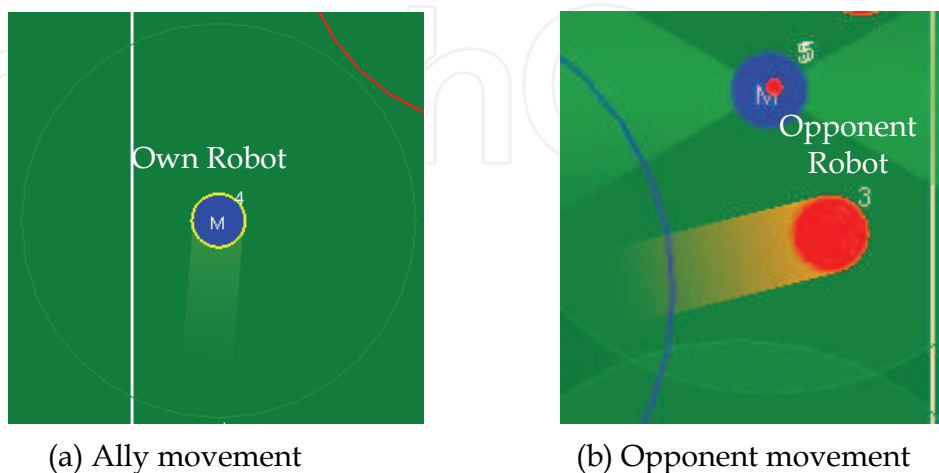 Own Robot
4
M
(a) Ally movement
5
M
Opponent
Robot
3
(b) Opponent movement